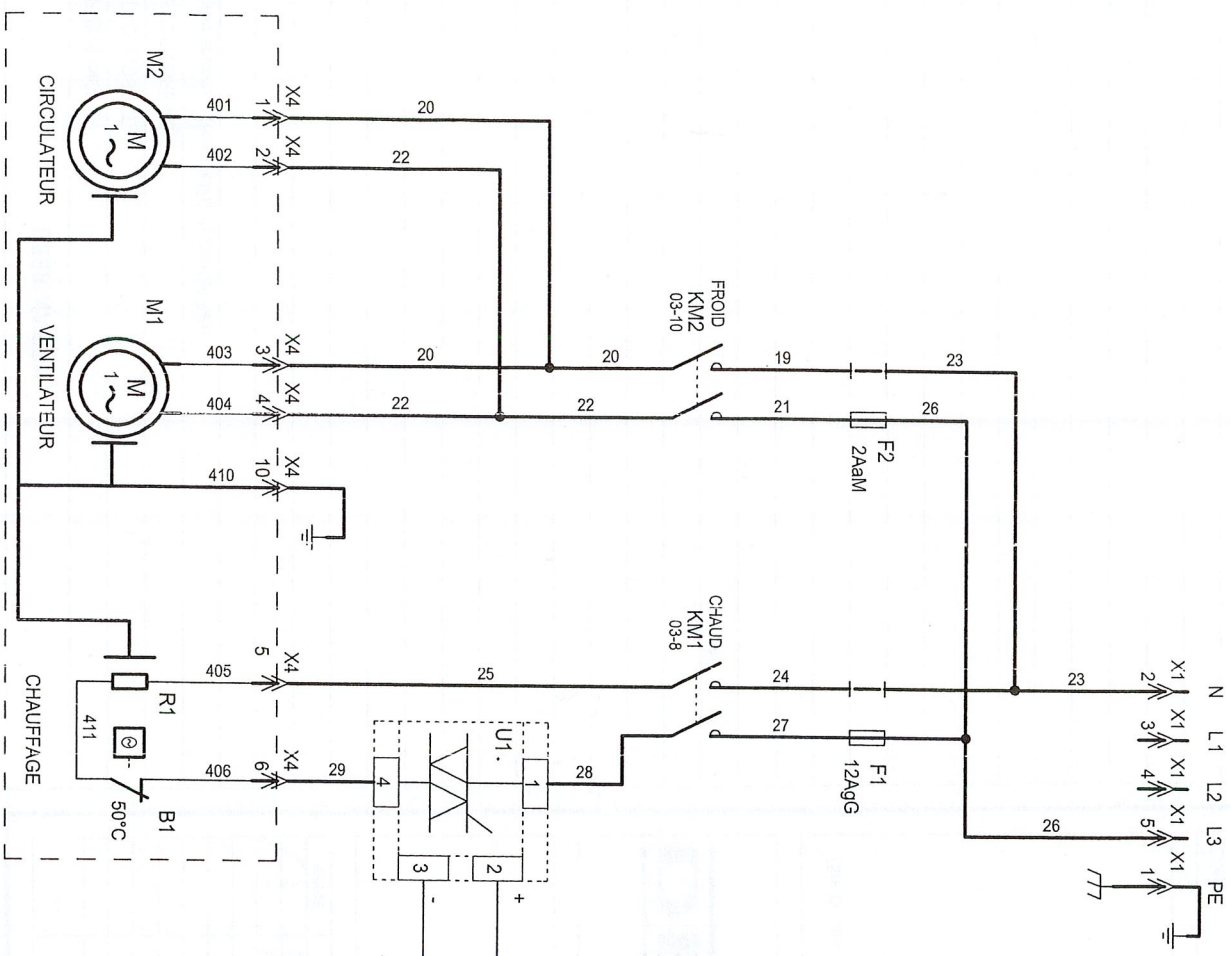 N L1 L2 L3 PE
X1 X1 X1 X1 X1
2 3 4 5 1
23 26
23 26
F2
2AaM
F1
12AgG
19 21 24 27
FROID
KM2
03-10
CHAUD
KM1
03-8
20 22 25 28
20 22 20 22
U1.
1
2
+
3
-
4
29
X4 X4 X4 X4 X4 X4 X4
1 2 3 4 10 5 6
401 402 403 404 410 405 406
M2
M
1~
CIRCULATEUR
M1
M
1~
VENTILATEUR
R1
411
B1
50°C
CHAUFFAGE